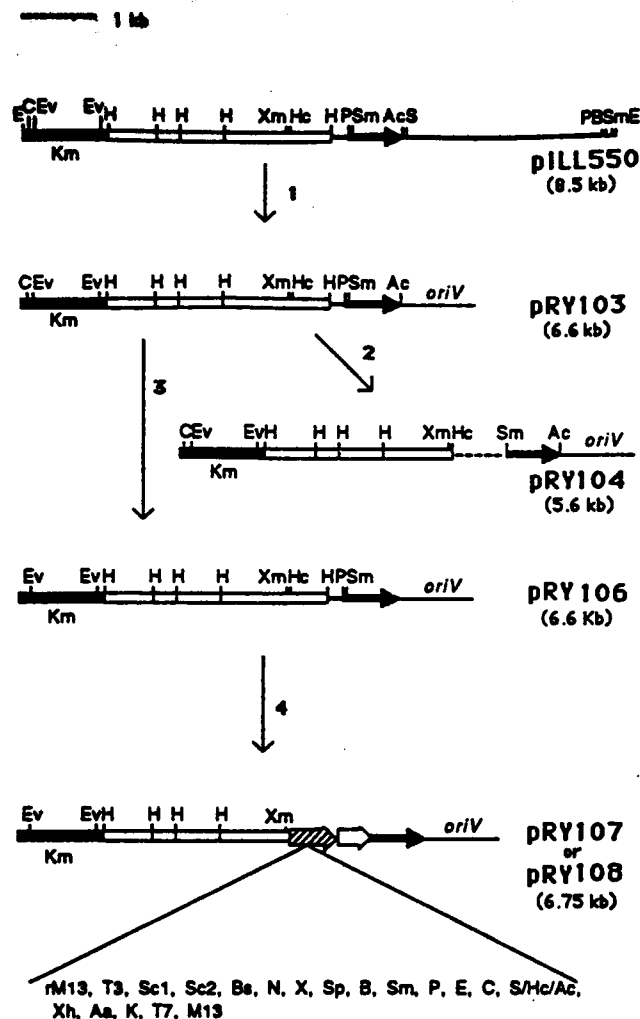 1 kb
E CEv Ev H H H H Xm Hc H PSm AcS PBSmE
Km
pILL550
(8.5 kb)
1
CEv EvH H H H XmHc HPSm Ac oriV
Km
pRY103
(6.6 kb)
2
3
CEv EvH H H H XmHc Sm Ac oriV
Km
pRY104
(5.6 kb)
Ev EvH H H H XmHc HPSm oriV
Km
pRY106
(6.6 Kb)
4
Ev EvH H H H Xm oriV
Km
pRY107
or
pRY108
(6.75 kb)
rM13, T3, Sc1, Sc2, Bs, N, X, Sp, B, Sm, P, E, C, S/Hc/Ac,
Xh, Aa, K, T7, M13